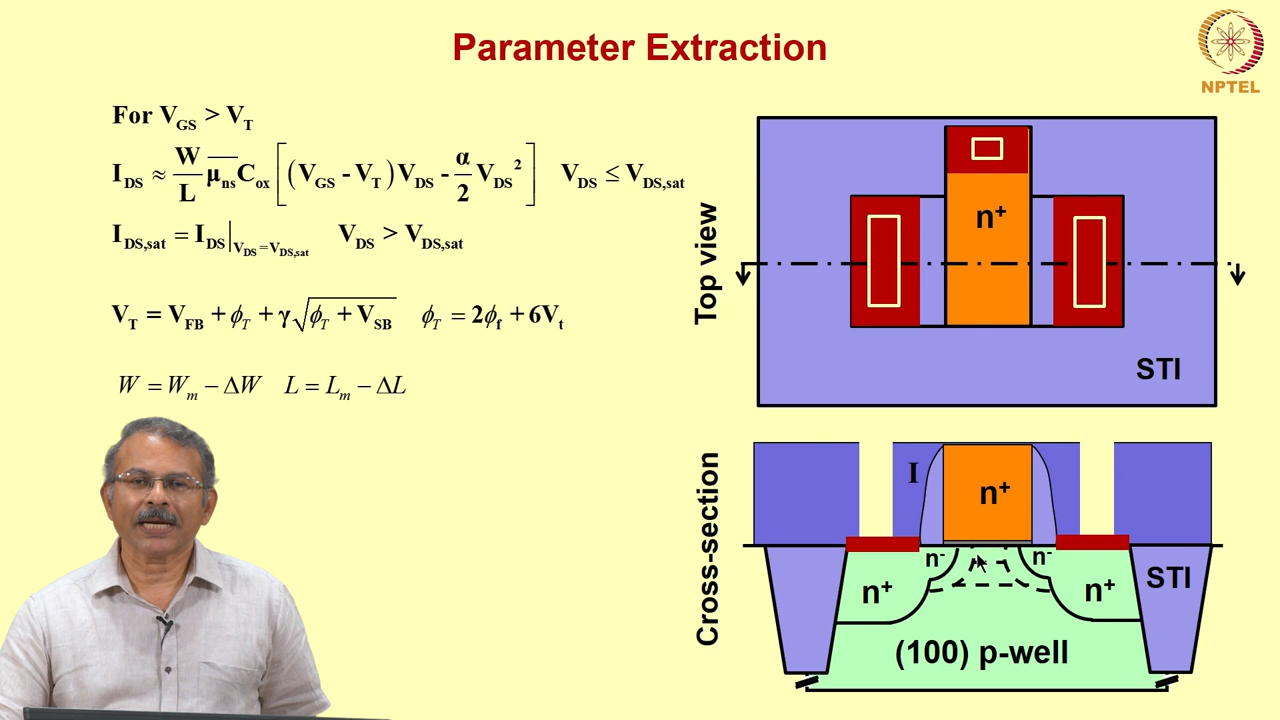 Parameter Extraction
NPTEL
For V_GS > V_T
I_DS ≈ W/L μ̅_ns C_ox [(V_GS - V_T) V_DS - α/2 V_DS²] V_DS ≤ V_DS,sat
I_DS,sat = I_DS|_V_DS=V_DS,sat V_DS > V_DS,sat
V_T = V_FB + ϕ_T + γ√(ϕ_T + V_SB) ϕ_T = 2ϕ_f + 6V_t
W = W_m − ΔW L = L_m − ΔL
Top view
n⁺
STI
Cross-section
I
n⁺
n⁻
n⁻
n⁺
n⁺
STI
(100) p-well